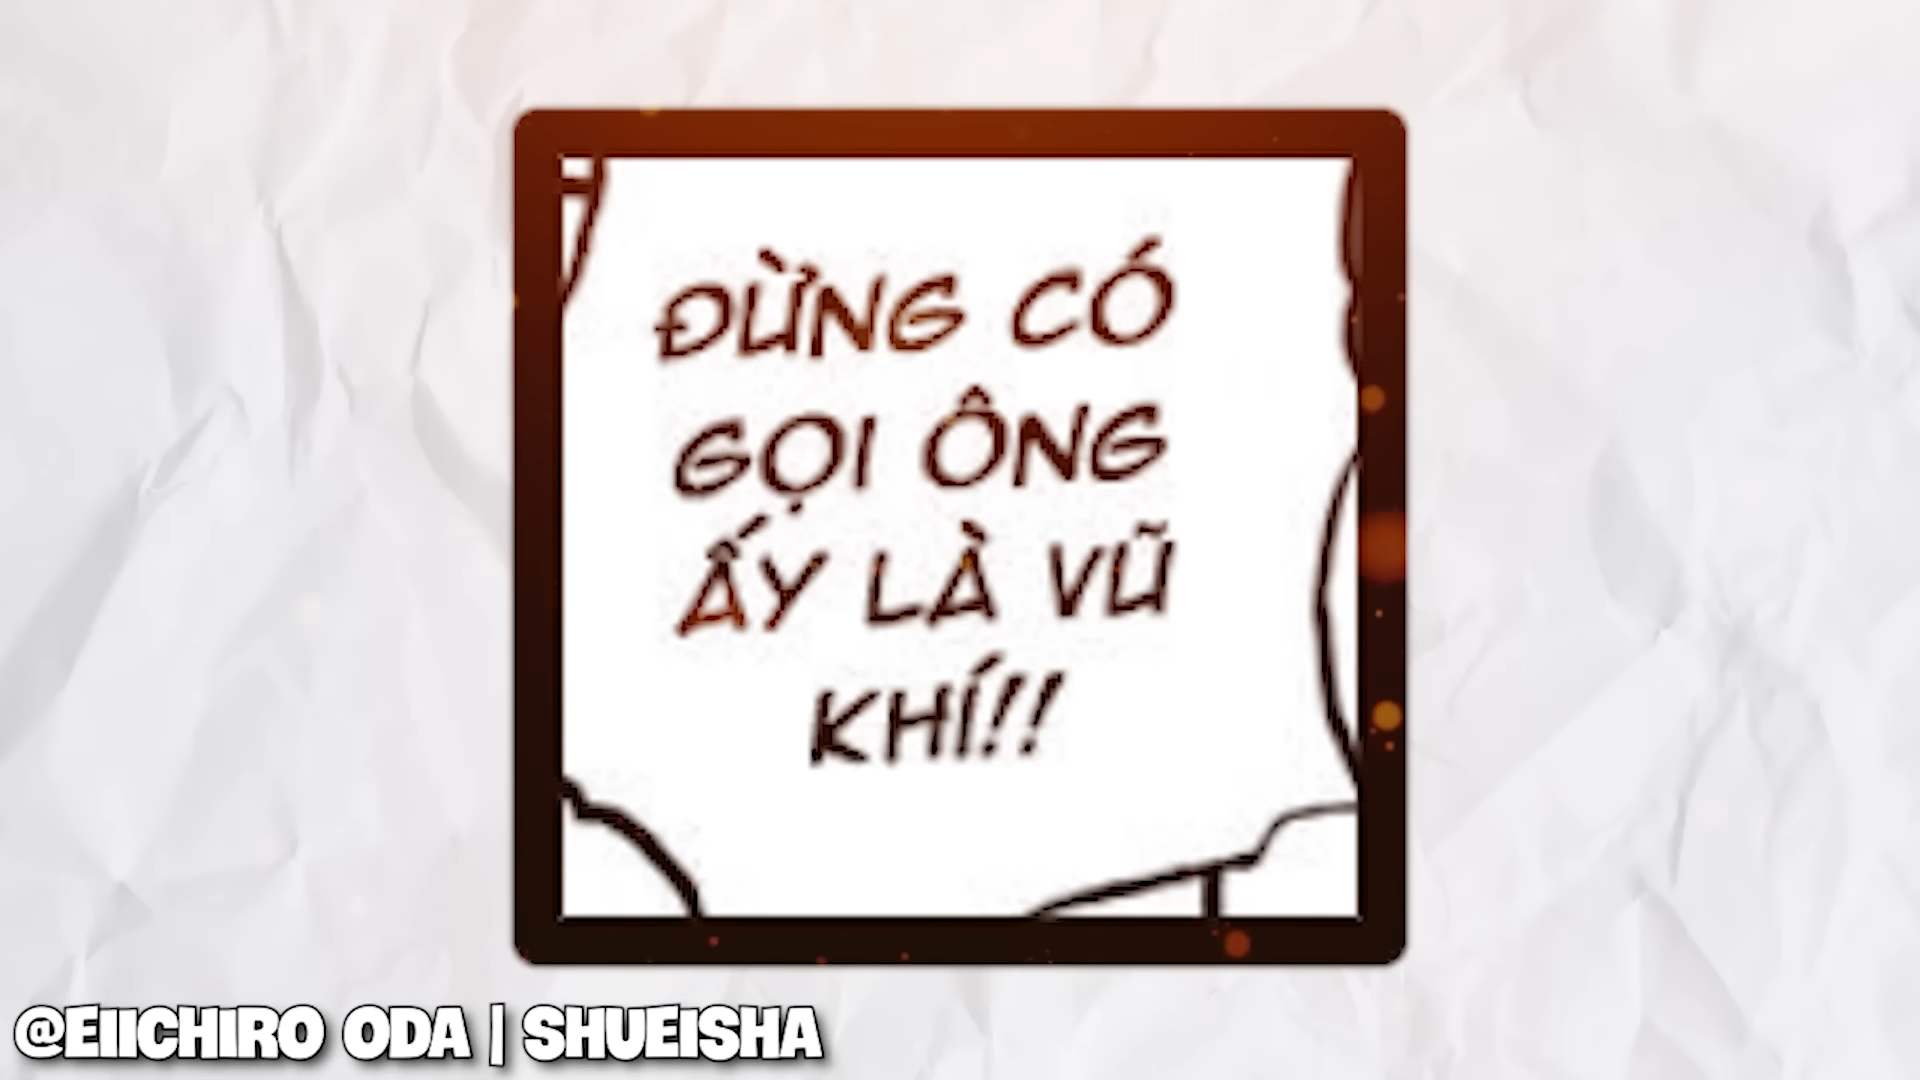 ĐỪNG CÓ
GỌI ÔNG
ẤY LÀ VŨ
KHÍ!!
@EIICHIRO ODA | SHUEISHA